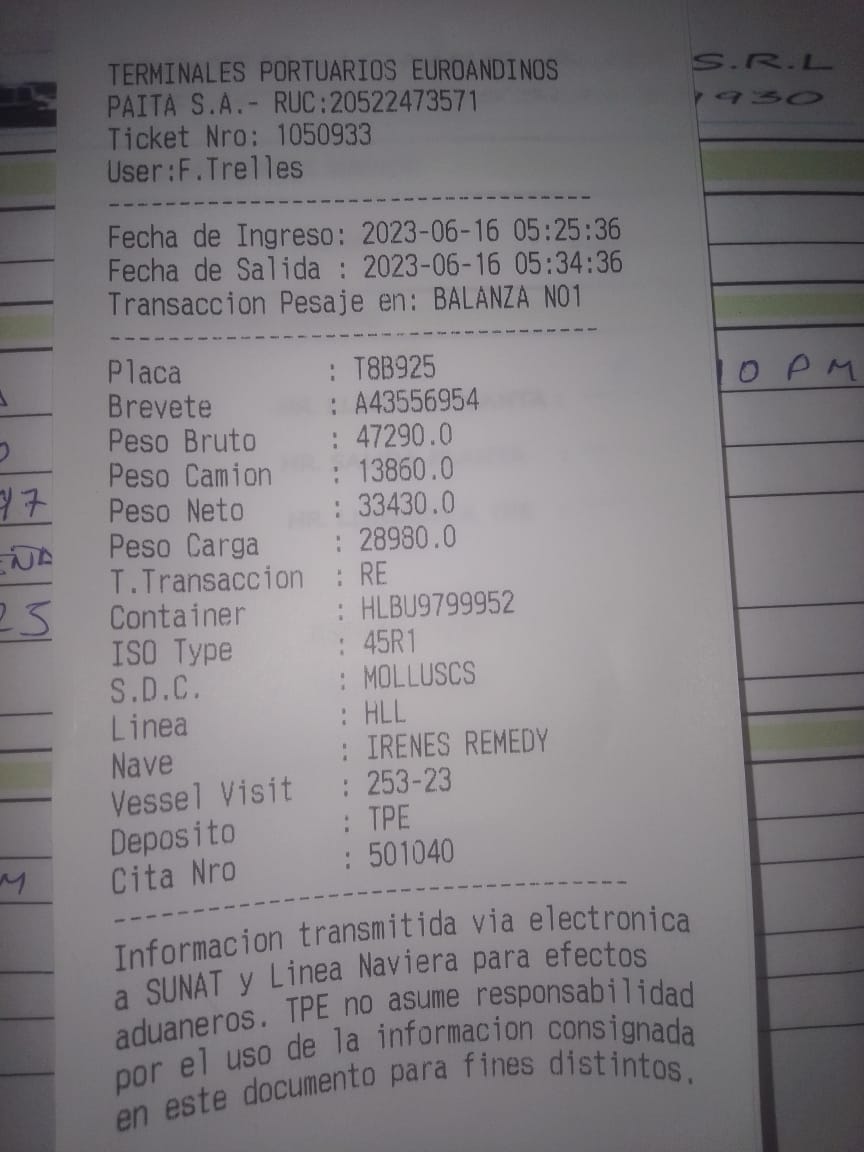 TERMINALES PORTUARIOS EUROANDINOS
PAITA S.A.- RUC:20522473571
Ticket Nro: 1050933
User:F.Trelles
Fecha de Ingreso: 2023-06-16 05:25:36
Fecha de Salida : 2023-06-16 05:34:36
Transaccion Pesaje en: BALANZA NO1
Placa : T8B925
Brevete : A43556954
Peso Bruto : 47290.0
Peso Camion : 13860.0
Peso Neto : 33430.0
Peso Carga : 28980.0
T.Transaccion : RE
Container : HLBU9799952
ISO Type : 45R1
S.D.C. : MOLLUSCS
Linea : HLL
Nave : IRENES REMEDY
Vessel Visit : 253-23
Deposito : TPE
Cita Nro : 501040
Informacion transmitida via electronica
a SUNAT y Linea Naviera para efectos
aduaneros. TPE no asume responsabilidad
por el uso de la informacion consignada
en este documento para fines distintos.
S.R.L
1930
10 PM